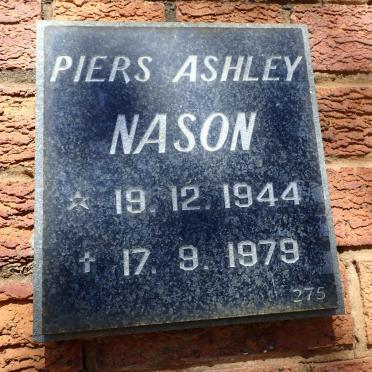 PIERS ASHLEY
NASON
☆ 19. 12. 1944
✝ 17. 9. 1979
275